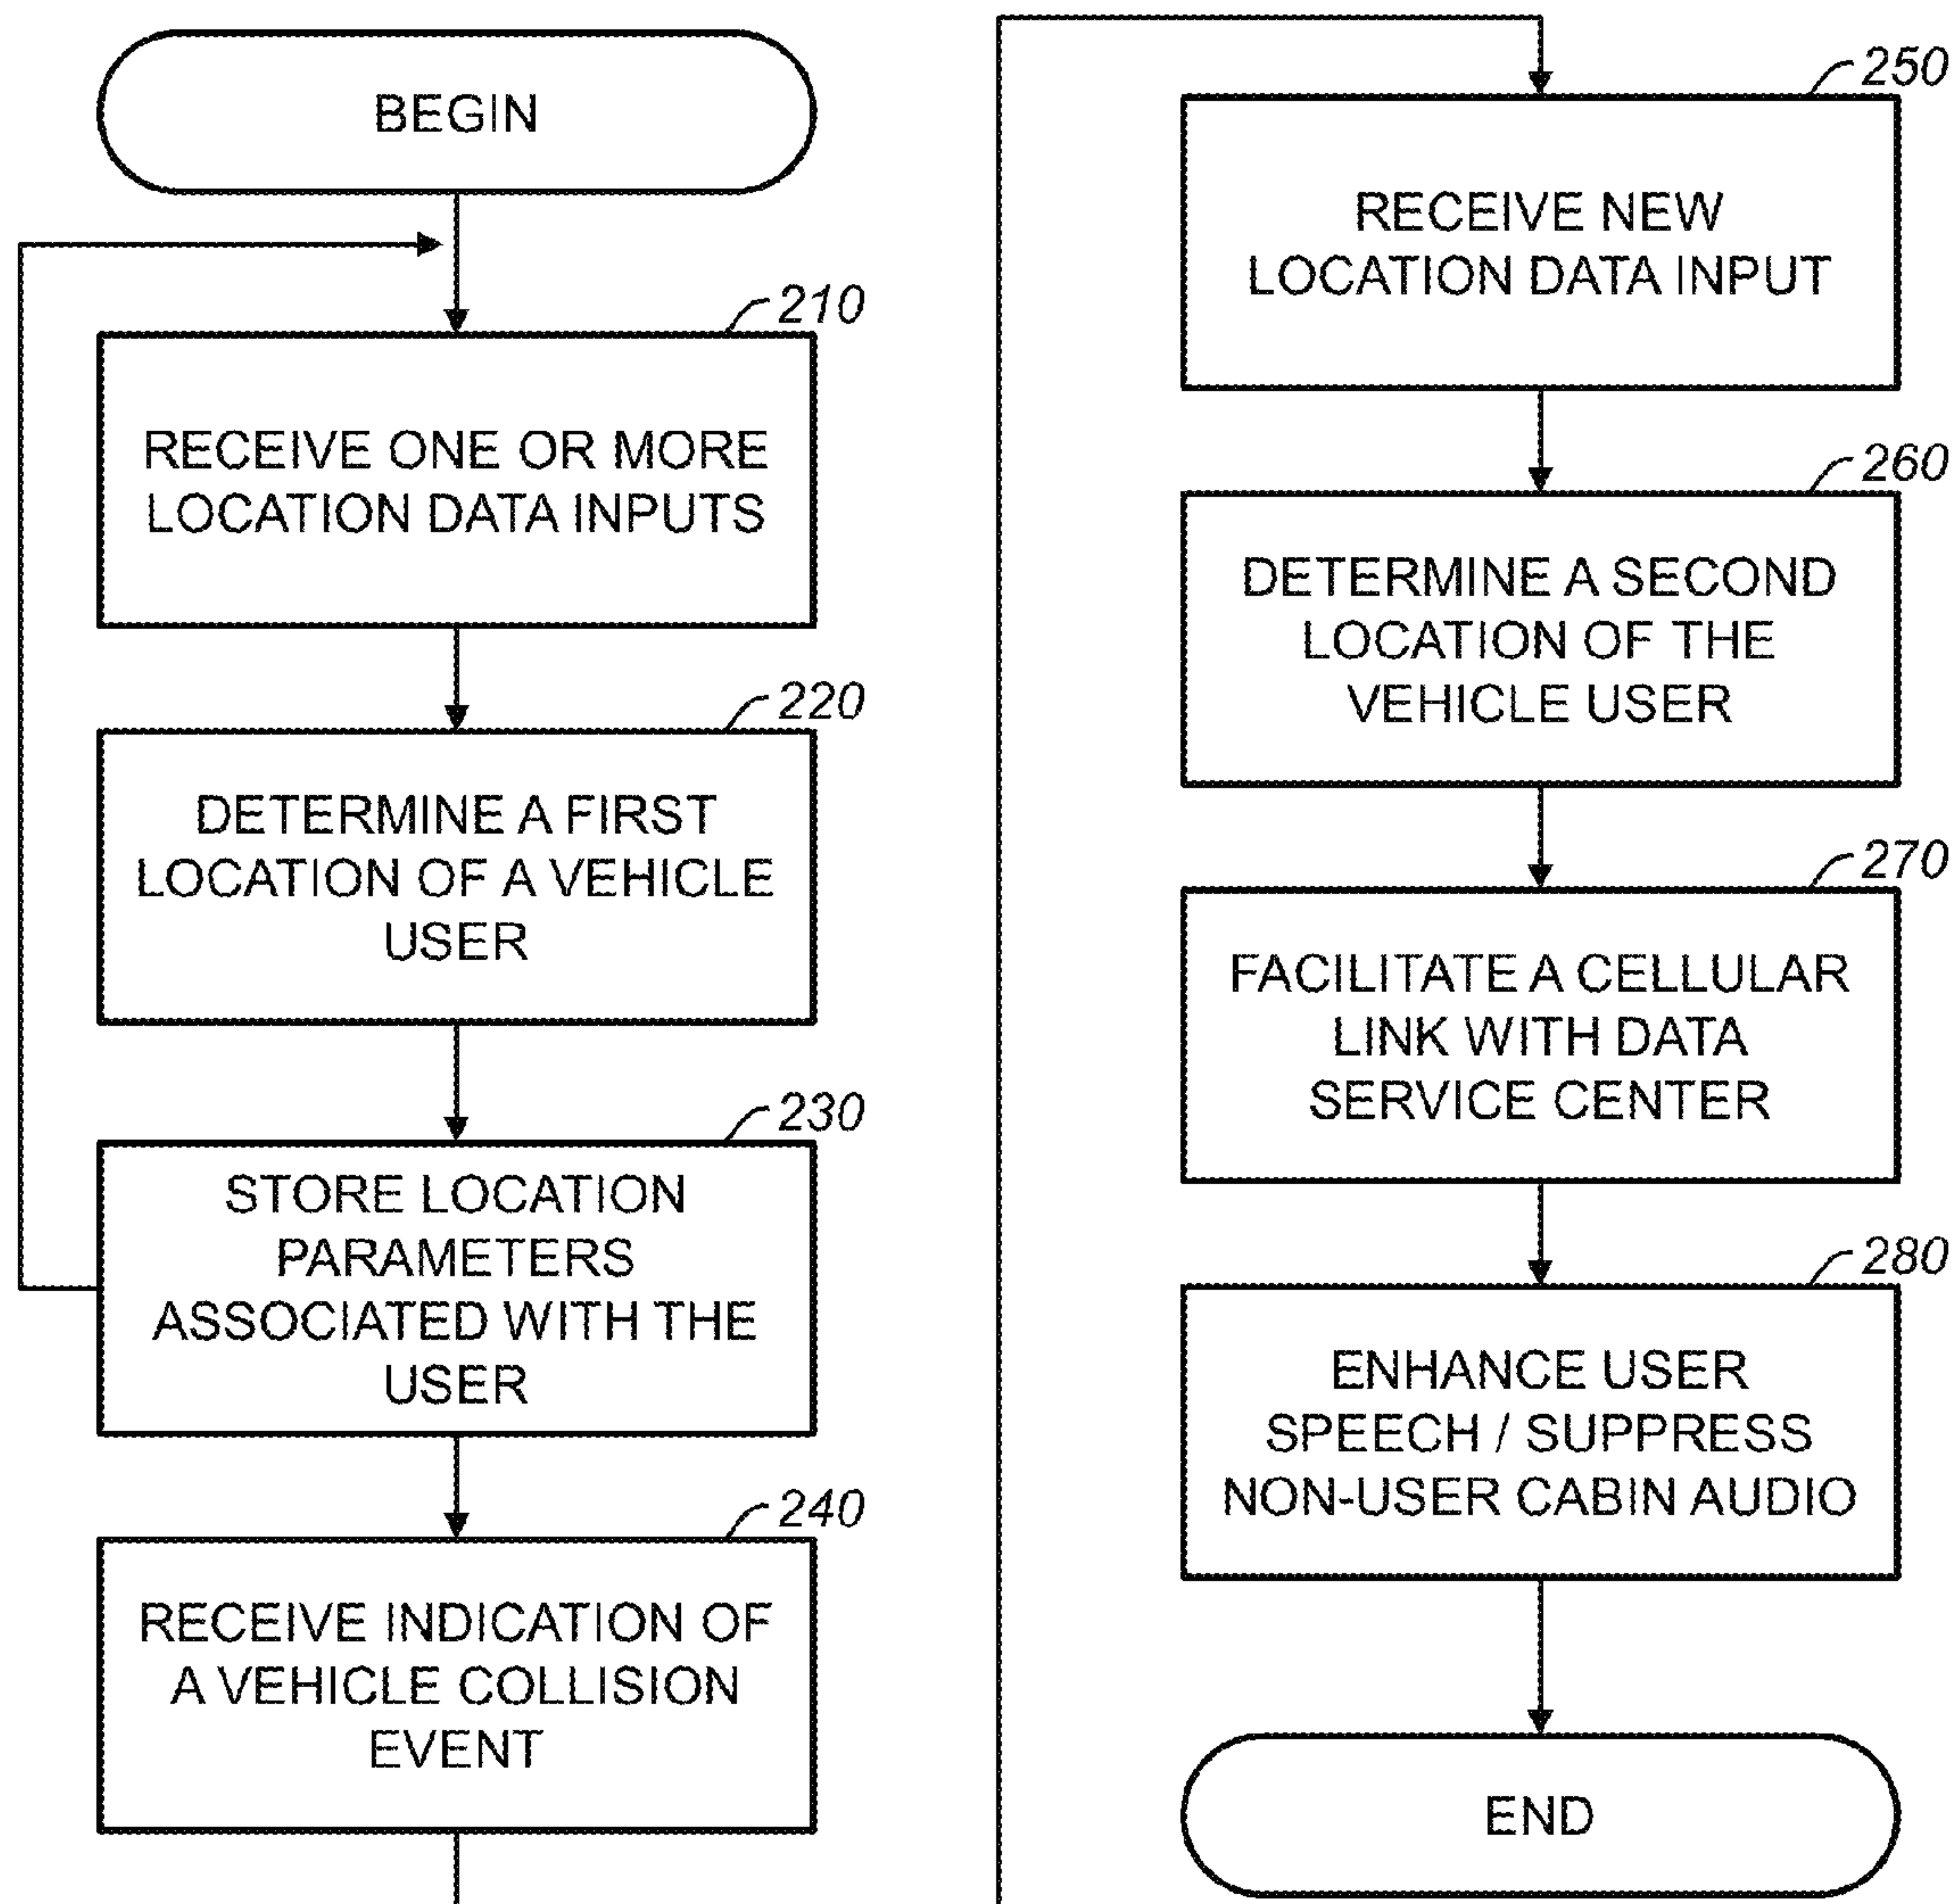 BEGIN
210
RECEIVE ONE OR MORE
LOCATION DATA INPUTS
220
DETERMINE A FIRST
LOCATION OF A VEHICLE
USER
230
STORE LOCATION
PARAMETERS
ASSOCIATED WITH THE
USER
240
RECEIVE INDICATION OF
A VEHICLE COLLISION
EVENT
250
RECEIVE NEW
LOCATION DATA INPUT
260
DETERMINE A SECOND
LOCATION OF THE
VEHICLE USER
270
FACILITATE A CELLULAR
LINK WITH DATA
SERVICE CENTER
280
ENHANCE USER
SPEECH / SUPPRESS
NON-USER CABIN AUDIO
END